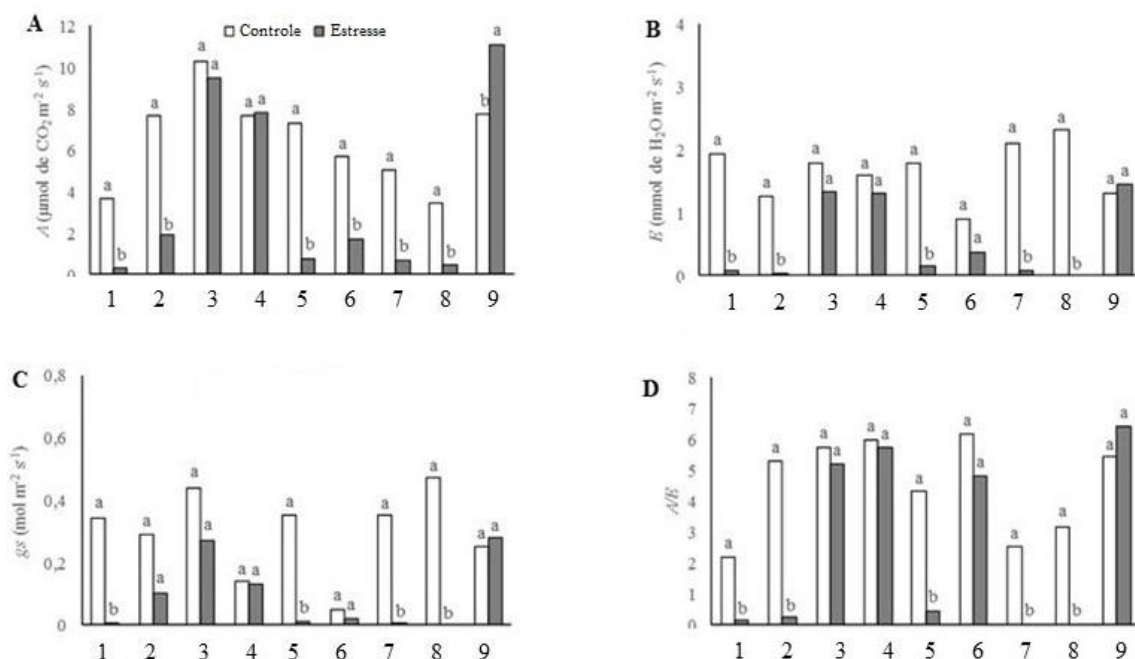 A
Controle Estresse
A (µmol de CO₂ m⁻² s⁻¹)
12
10
8
6
4
2
0
a b a b a a a a a b a b a b a b b a
1 2 3 4 5 6 7 8 9
B
E (mmol de H₂O m⁻² s⁻¹)
4
3
2
1
0
a b a b a a a a a b a a a b a b a a
1 2 3 4 5 6 7 8 9
C
gs (mol m⁻² s⁻¹)
0,8
0,6
0,4
0,2
0
a b a a a a a a a b a a a b a b a a
1 2 3 4 5 6 7 8 9
D
A/E
8
7
6
5
4
3
2
1
0
a b a b a a a a a b a a a b a b a a
1 2 3 4 5 6 7 8 9